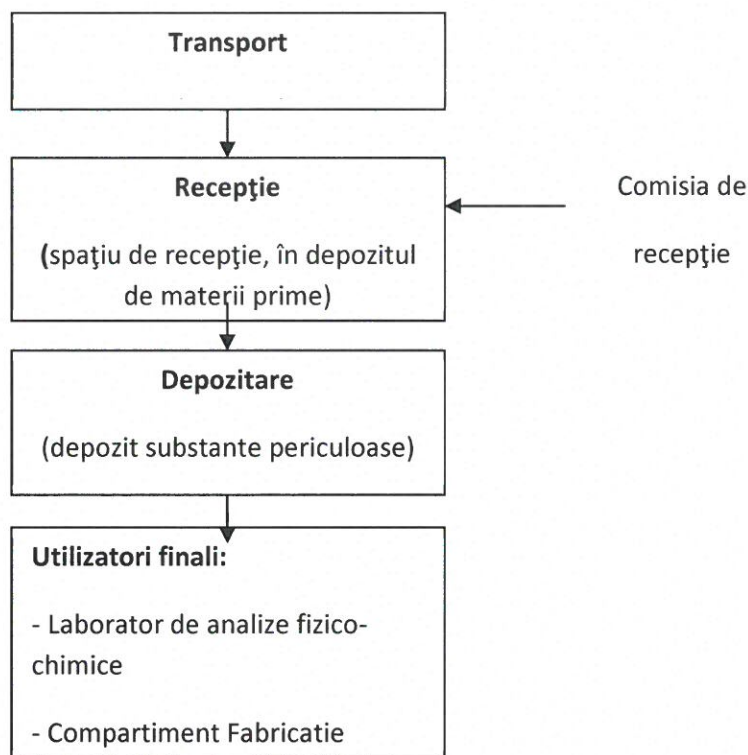 Transport
Recepţie
(spaţiu de recepţie, în depozitul
de materii prime)
Comisia de
recepţie
Depozitare
(depozit substante periculoase)
Utilizatori finali:
- Laborator de analize fizico-
chimice
- Compartiment Fabricatie